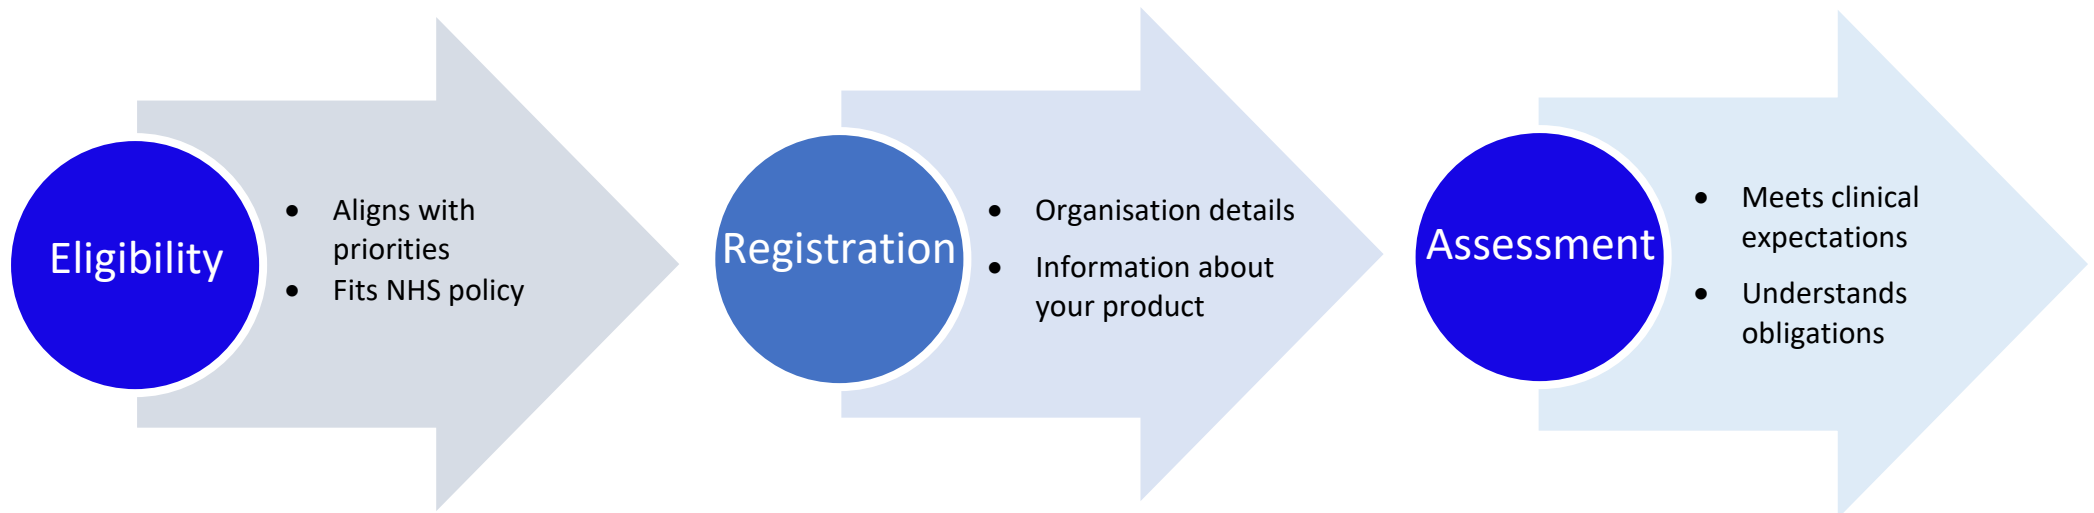 Eligibility
• Aligns with
priorities
• Fits NHS policy
Registration
• Organisation details
• Information about
your product
Assessment
• Meets clinical
expectations
• Understands
obligations